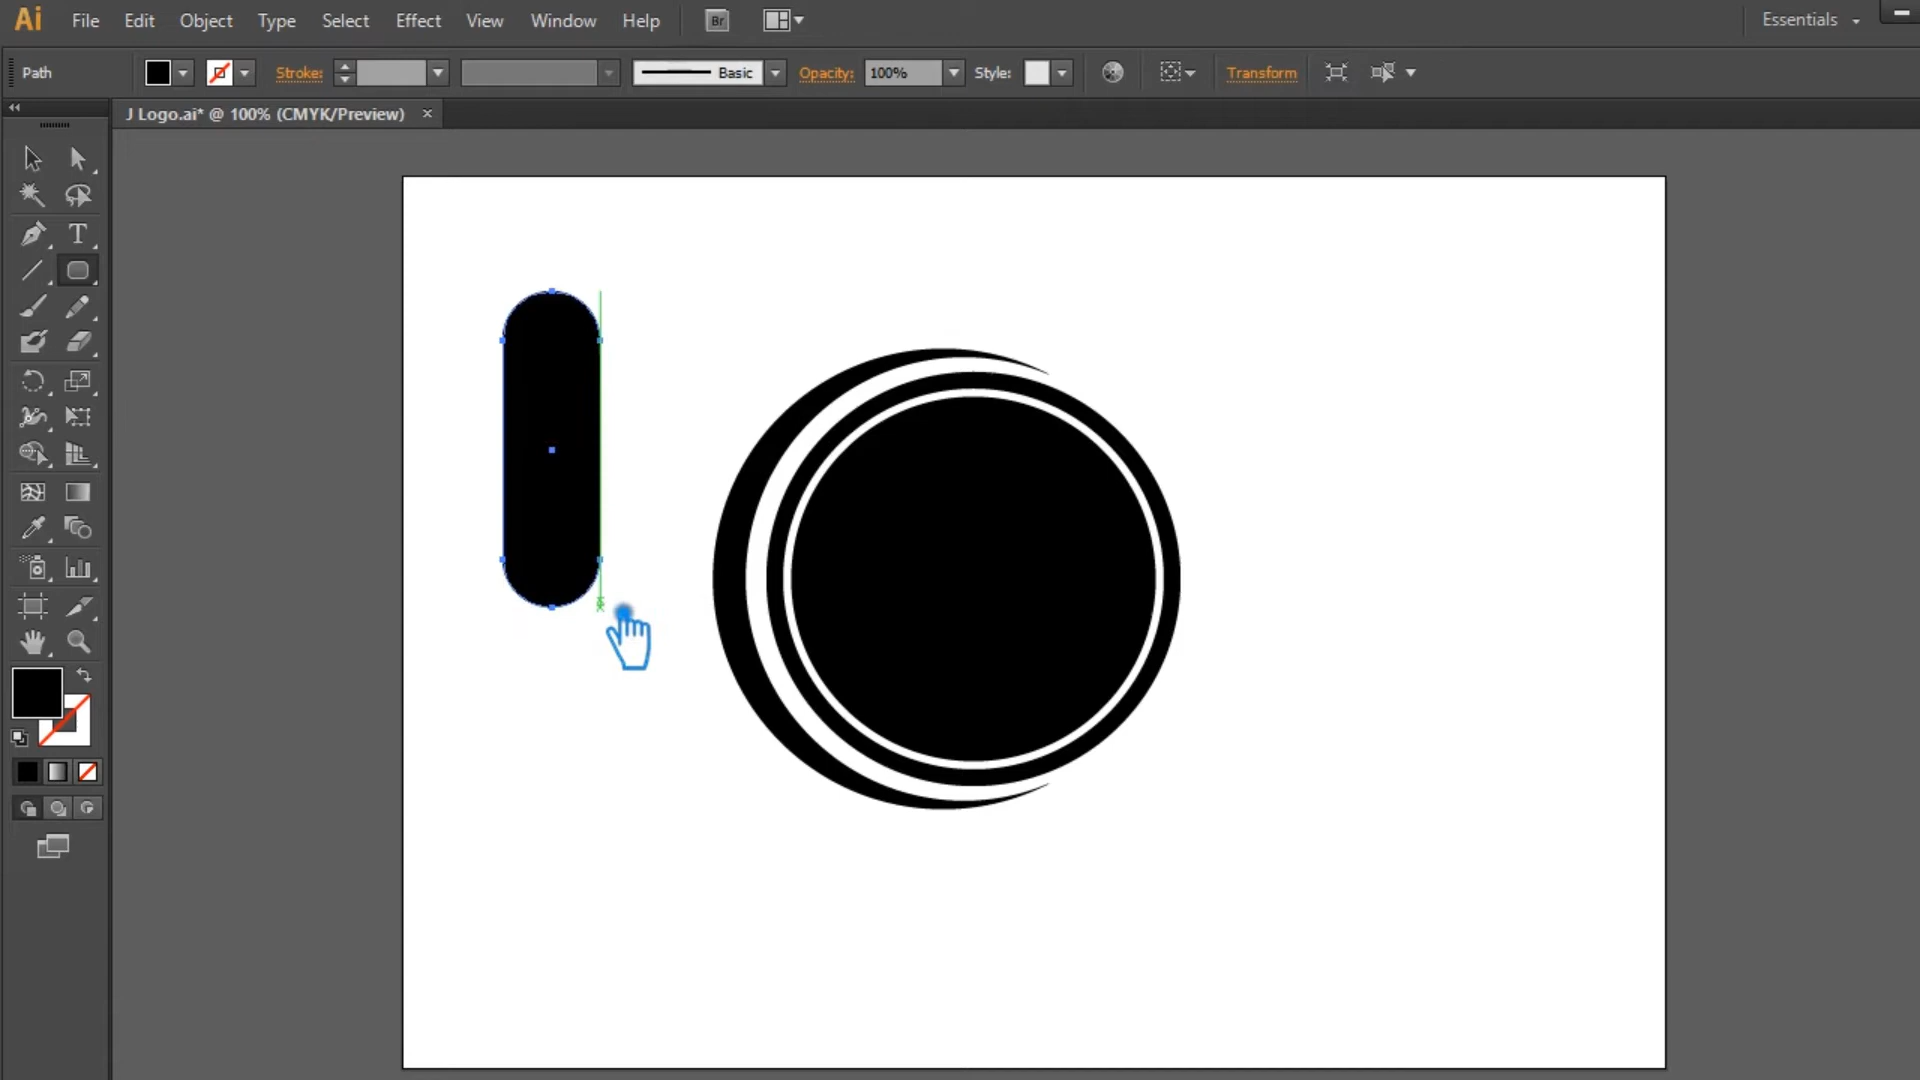 Ai File Edit Object Type Select Effect View Window Help Br Essentials
Path Stroke: Basic Opacity: 100% Style: Transform
J Logo.ai* @ 100% (CMYK/Preview) ×
T